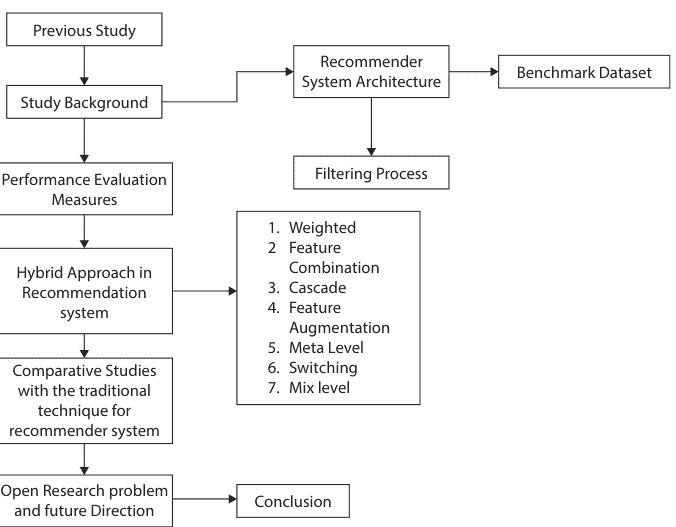 Previous Study
Study Background
Recommender
System Architecture
Benchmark Dataset
Filtering Process
Performance Evaluation
Measures
Hybrid Approach in
Recommendation
system
1. Weighted
2 Feature
Combination
3. Cascade
4. Feature
Augmentation
5. Meta Level
6. Switching
7. Mix level
Comparative Studies
with the traditional
technique for
recommender system
Open Research problem
and future Direction
Conclusion